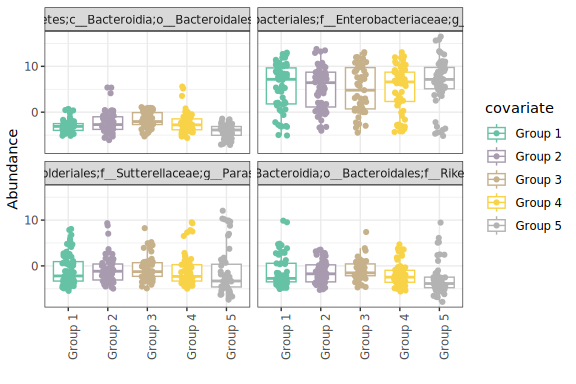 etes;c__Bacteroidia;o__Bacteroidales
bacteriales;f__Enterobacteriaceae;g_
olderiales;f__Sutterellaceae;g__Paras
Bacteroidia;o__Bacteroidales;f__Rike
Abundance
10
0
10
0
Group 1
Group 2
Group 3
Group 4
Group 5
Group 1
Group 2
Group 3
Group 4
Group 5
covariate
Group 1
Group 2
Group 3
Group 4
Group 5